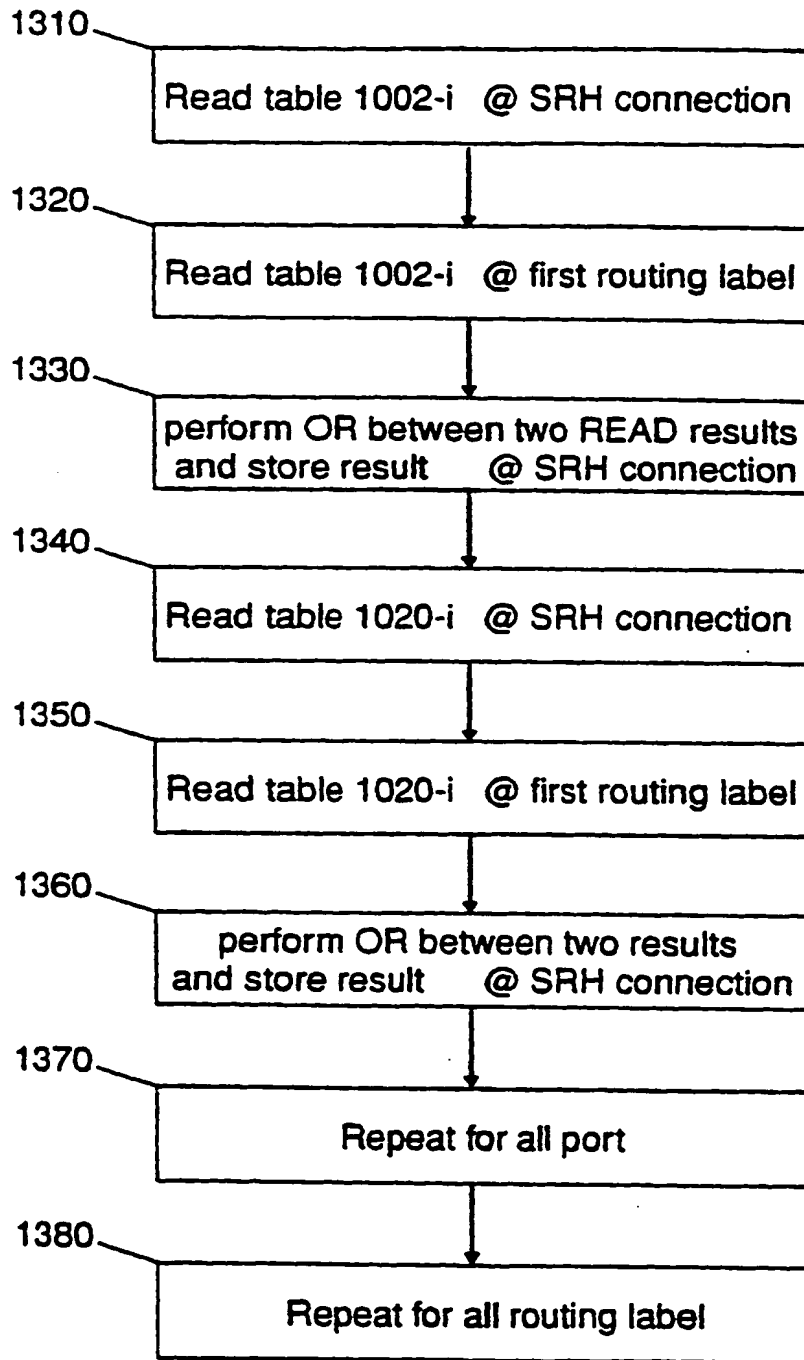 1310
Read table 1002-i @ SRH connection
1320
Read table 1002-i @ first routing label
1330
perform OR between two READ results
and store result @ SRH connection
1340
Read table 1020-i @ SRH connection
1350
Read table 1020-i @ first routing label
1360
perform OR between two results
and store result @ SRH connection
1370
Repeat for all port
1380
Repeat for all routing label